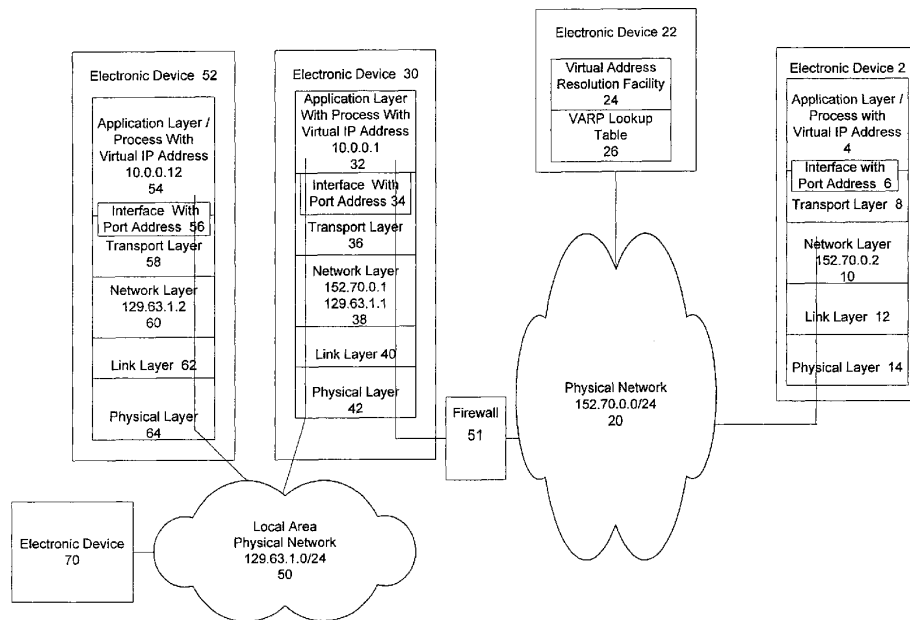 Electronic Device 52
Application Layer /
Process With
Virtual IP Address
10.0.0.12
54
Interface With
Port Address 56
Transport Layer
58
Network Layer
129.63.1.2
60
Link Layer 62
Physical Layer
64
Electronic Device 30
Application Layer
With Process With
Virtual IP Address
10.0.0.1
32
Interface With
Port Address 34
Transport Layer
36
Network Layer
152.70.0.1
129.63.1.1
38
Link Layer 40
Physical Layer
42
Electronic Device 22
Virtual Address
Resolution Facility
24
VARP Lookup
Table
26
Electronic Device 2
Application Layer /
Process with
Virtual IP Address
4
Interface with
Port Address 6
Transport Layer 8
Network Layer
152.70.0.2
10
Link Layer 12
Physical Layer 14
Firewall
51
Physical Network
152.70.0.0/24
20
Electronic Device
70
Local Area
Physical Network
129.63.1.0/24
50